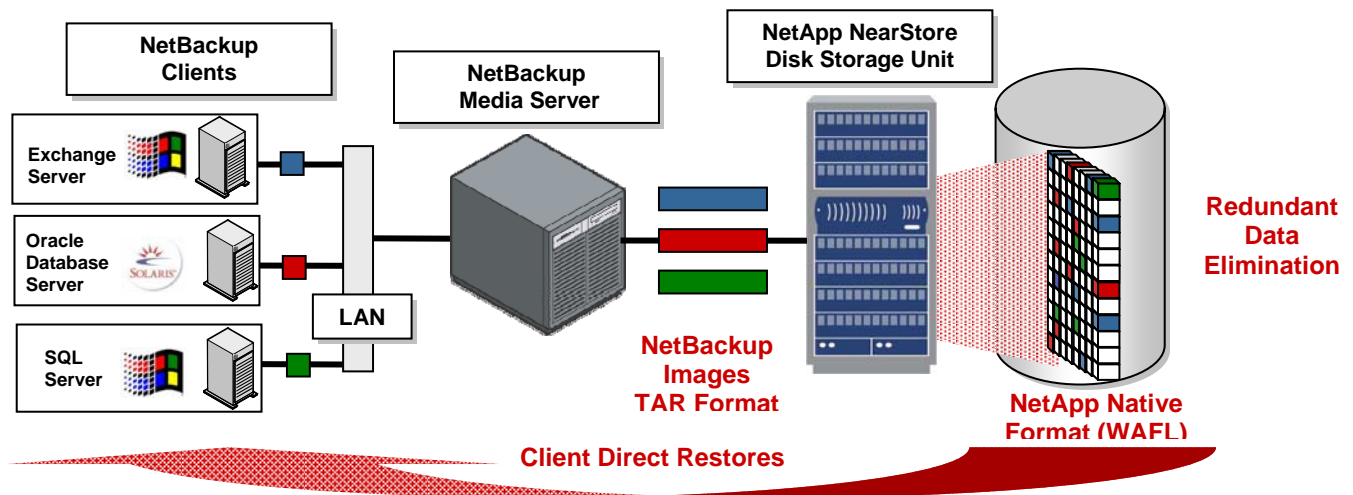 NetBackup
Clients
NetBackup
Media Server
NetApp NearStore
Disk Storage Unit
Exchange
Server
Oracle
Database
Server
SOLARIS
SQL
Server
LAN
NetBackup
Images
TAR Format
Redundant
Data
Elimination
NetApp Native
Format (WAFL)
Client Direct Restores